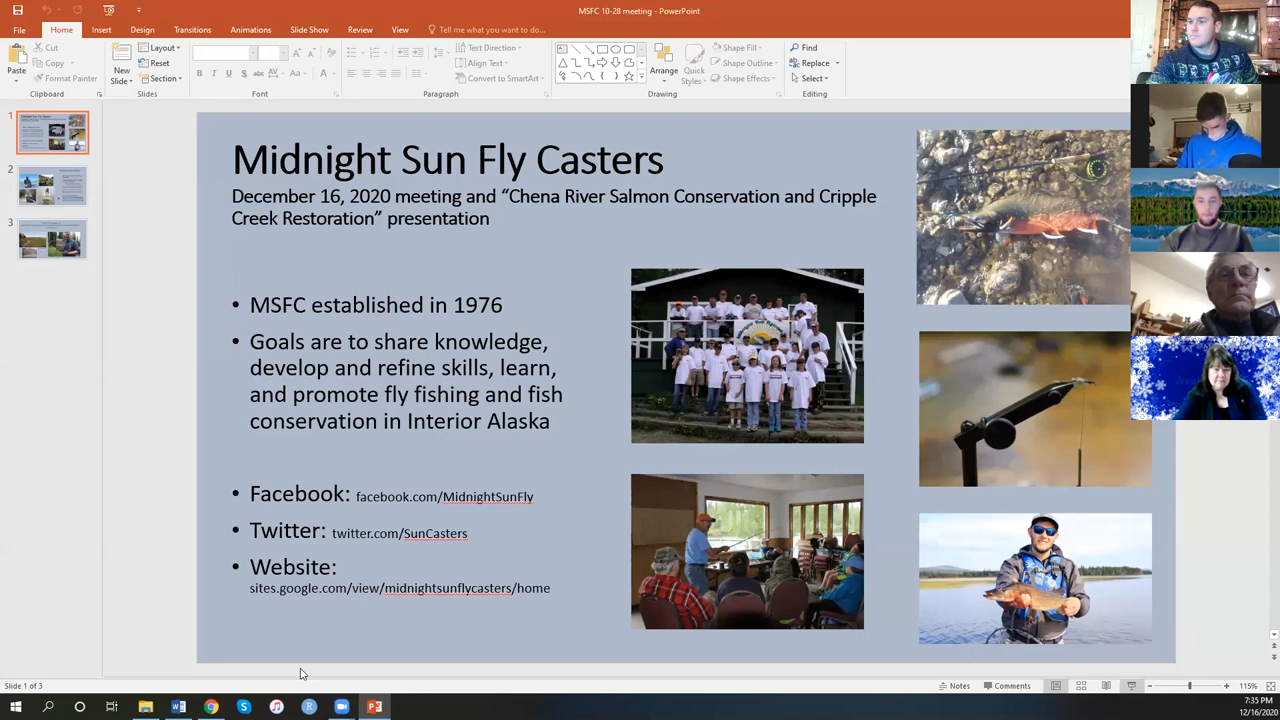 MSFC 10-28 meeting - PowerPoint
File Home Insert Design Transitions Animations Slide Show Review View Tell me what you want to do...
Paste
Cut
Copy
Format Painter
Clipboard
New
Slide
Layout
Reset
Section
Slides
B I U S abc AV Aa A
Font
Text Direction
Align Text
Convert to SmartArt
Paragraph
Arrange
Quick
Styles
Shape Fill
Shape Outline
Shape Effects
Drawing
Find
Replace
Select
Editing
1
2
3
Midnight Sun Fly Casters
December 16, 2020 meeting and “Chena River Salmon Conservation and Cripple
Creek Restoration” presentation
• MSFC established in 1976
• Goals are to share knowledge,
develop and refine skills, learn,
and promote fly fishing and fish
conservation in Interior Alaska
• Facebook: facebook.com/MidnightSunFly
• Twitter: twitter.com/SunCasters
• Website:
sites.google.com/view/midnightsunflycasters/home
Slide 1 of 3
Notes Comments 115%
7:35 PM
12/16/2020